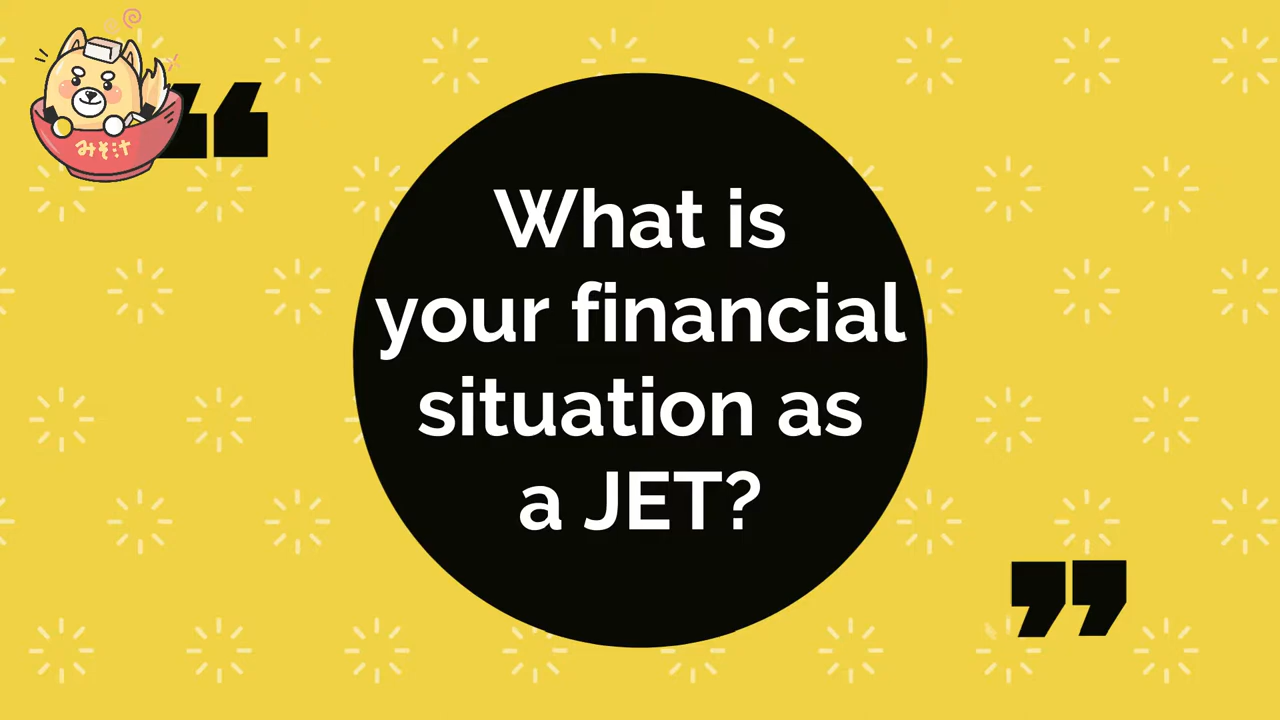 みそ汁
What is
your financial
situation as
a JET?